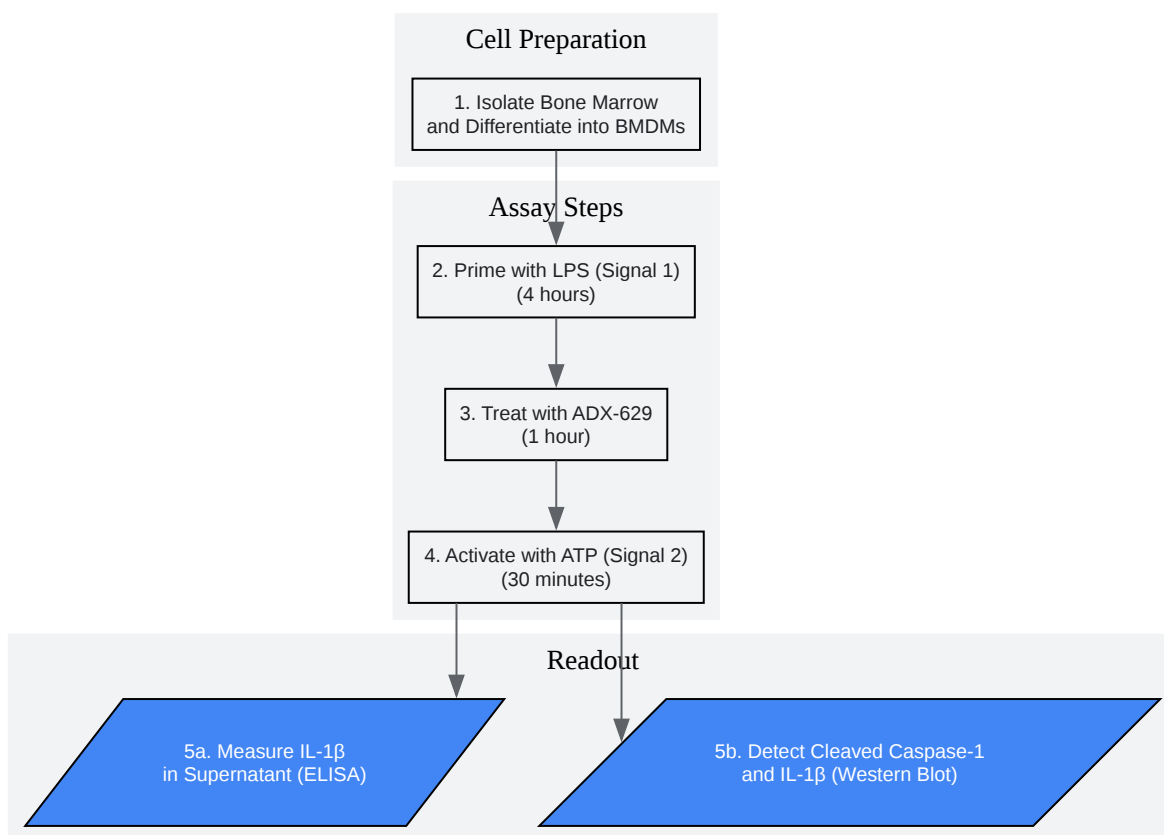 Cell Preparation
1. Isolate Bone Marrow
and Differentiate into BMDMs
Assay Steps
2. Prime with LPS (Signal 1)
(4 hours)
3. Treat with ADX-629
(1 hour)
4. Activate with ATP (Signal 2)
(30 minutes)
Readout
5a. Measure IL-1β
in Supernatant (ELISA)
5b. Detect Cleaved Caspase-1
and IL-1β (Western Blot)